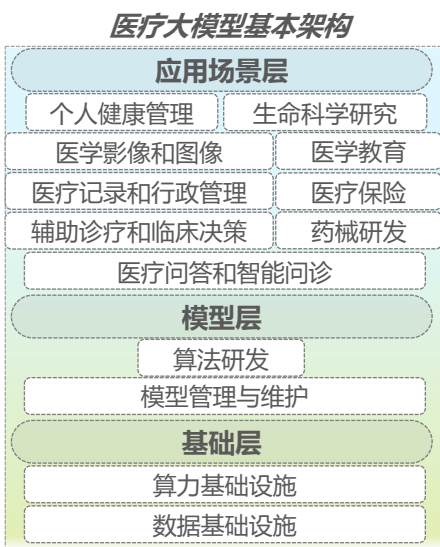 医疗大模型基本架构
应用场景层
个人健康管理 生命科学研究
医学影像和图像 医学教育
医疗记录和行政管理 医疗保险
辅助诊疗和临床决策 药械研发
医疗问答和智能问诊
模型层
算法研发
模型管理与维护
基础层
算力基础设施
数据基础设施